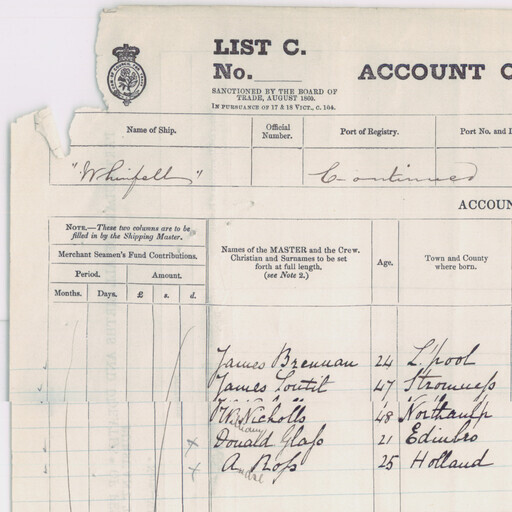 LIST C.
No.
ACCOUNT
SANCTIONED BY THE BOARD OF
TRADE, AUGUST 1860.
IN PURSUANCE OF 17 & 18 VICT., C. 104.
Name of Ship.
Official
Number.
Port of Registry.
Port No. and
"Whinfell"
Continued
ACCOUN
NOTE.—These two columns are to be
filled in by the Shipping Master.
Merchant Seamen's Fund Contributions.
Period.
Amount.
Months.
Days.
£
s.
d.
Names of the MASTER and the Crew.
Christian and Surnames to be set
forth at full length.
(see Note 2.)
Age.
Town and County
where born.
James Brennan 24 L'pool
James Loutit 47 Stromness
Wm Nicholls 48 Northamp
William
Donald Glass 21 Edinbro
A Ross 25 Holland